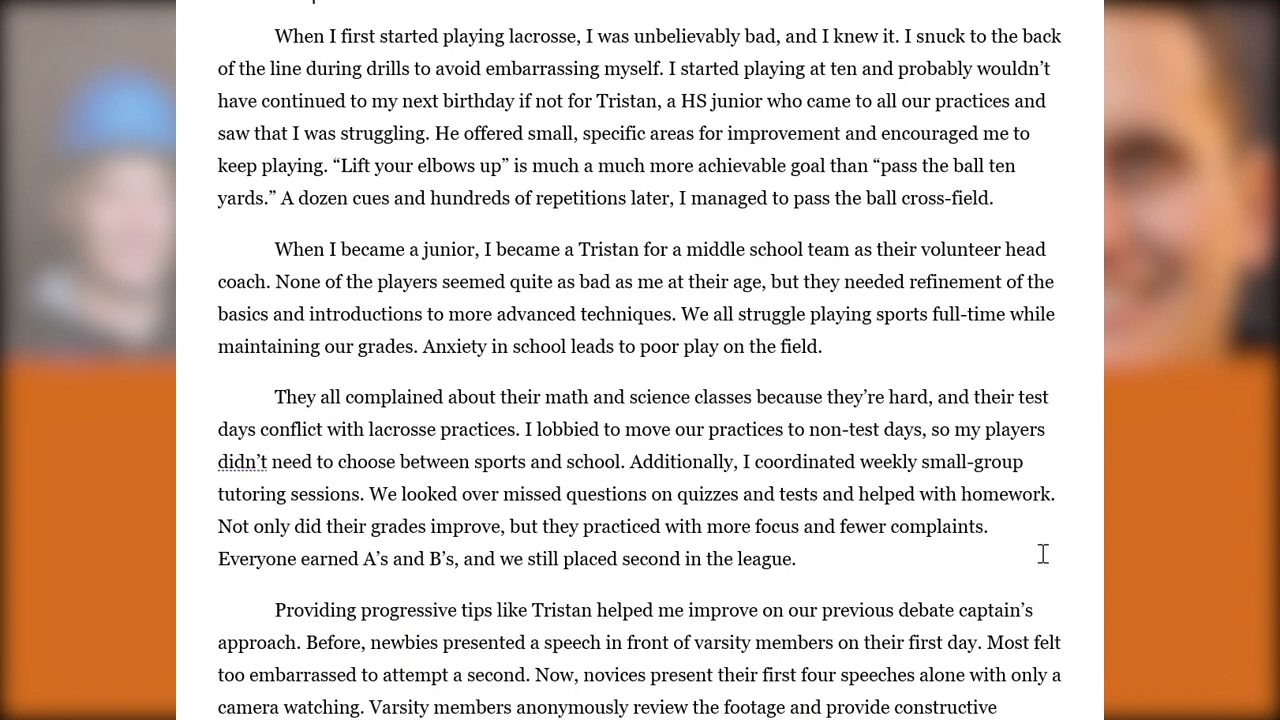 When I first started playing lacrosse, I was unbelievably bad, and I knew it. I snuck to the back
of the line during drills to avoid embarrassing myself. I started playing at ten and probably wouldn’t
have continued to my next birthday if not for Tristan, a HS junior who came to all our practices and
saw that I was struggling. He offered small, specific areas for improvement and encouraged me to
keep playing. “Lift your elbows up” is much a much more achievable goal than “pass the ball ten
yards.” A dozen cues and hundreds of repetitions later, I managed to pass the ball cross-field.
When I became a junior, I became a Tristan for a middle school team as their volunteer head
coach. None of the players seemed quite as bad as me at their age, but they needed refinement of the
basics and introductions to more advanced techniques. We all struggle playing sports full-time while
maintaining our grades. Anxiety in school leads to poor play on the field.
They all complained about their math and science classes because they’re hard, and their test
days conflict with lacrosse practices. I lobbied to move our practices to non-test days, so my players
didn’t need to choose between sports and school. Additionally, I coordinated weekly small-group
tutoring sessions. We looked over missed questions on quizzes and tests and helped with homework.
Not only did their grades improve, but they practiced with more focus and fewer complaints.
Everyone earned A’s and B’s, and we still placed second in the league.
Providing progressive tips like Tristan helped me improve on our previous debate captain’s
approach. Before, newbies presented a speech in front of varsity members on their first day. Most felt
too embarrassed to attempt a second. Now, novices present their first four speeches alone with only a
camera watching. Varsity members anonymously review the footage and provide constructive